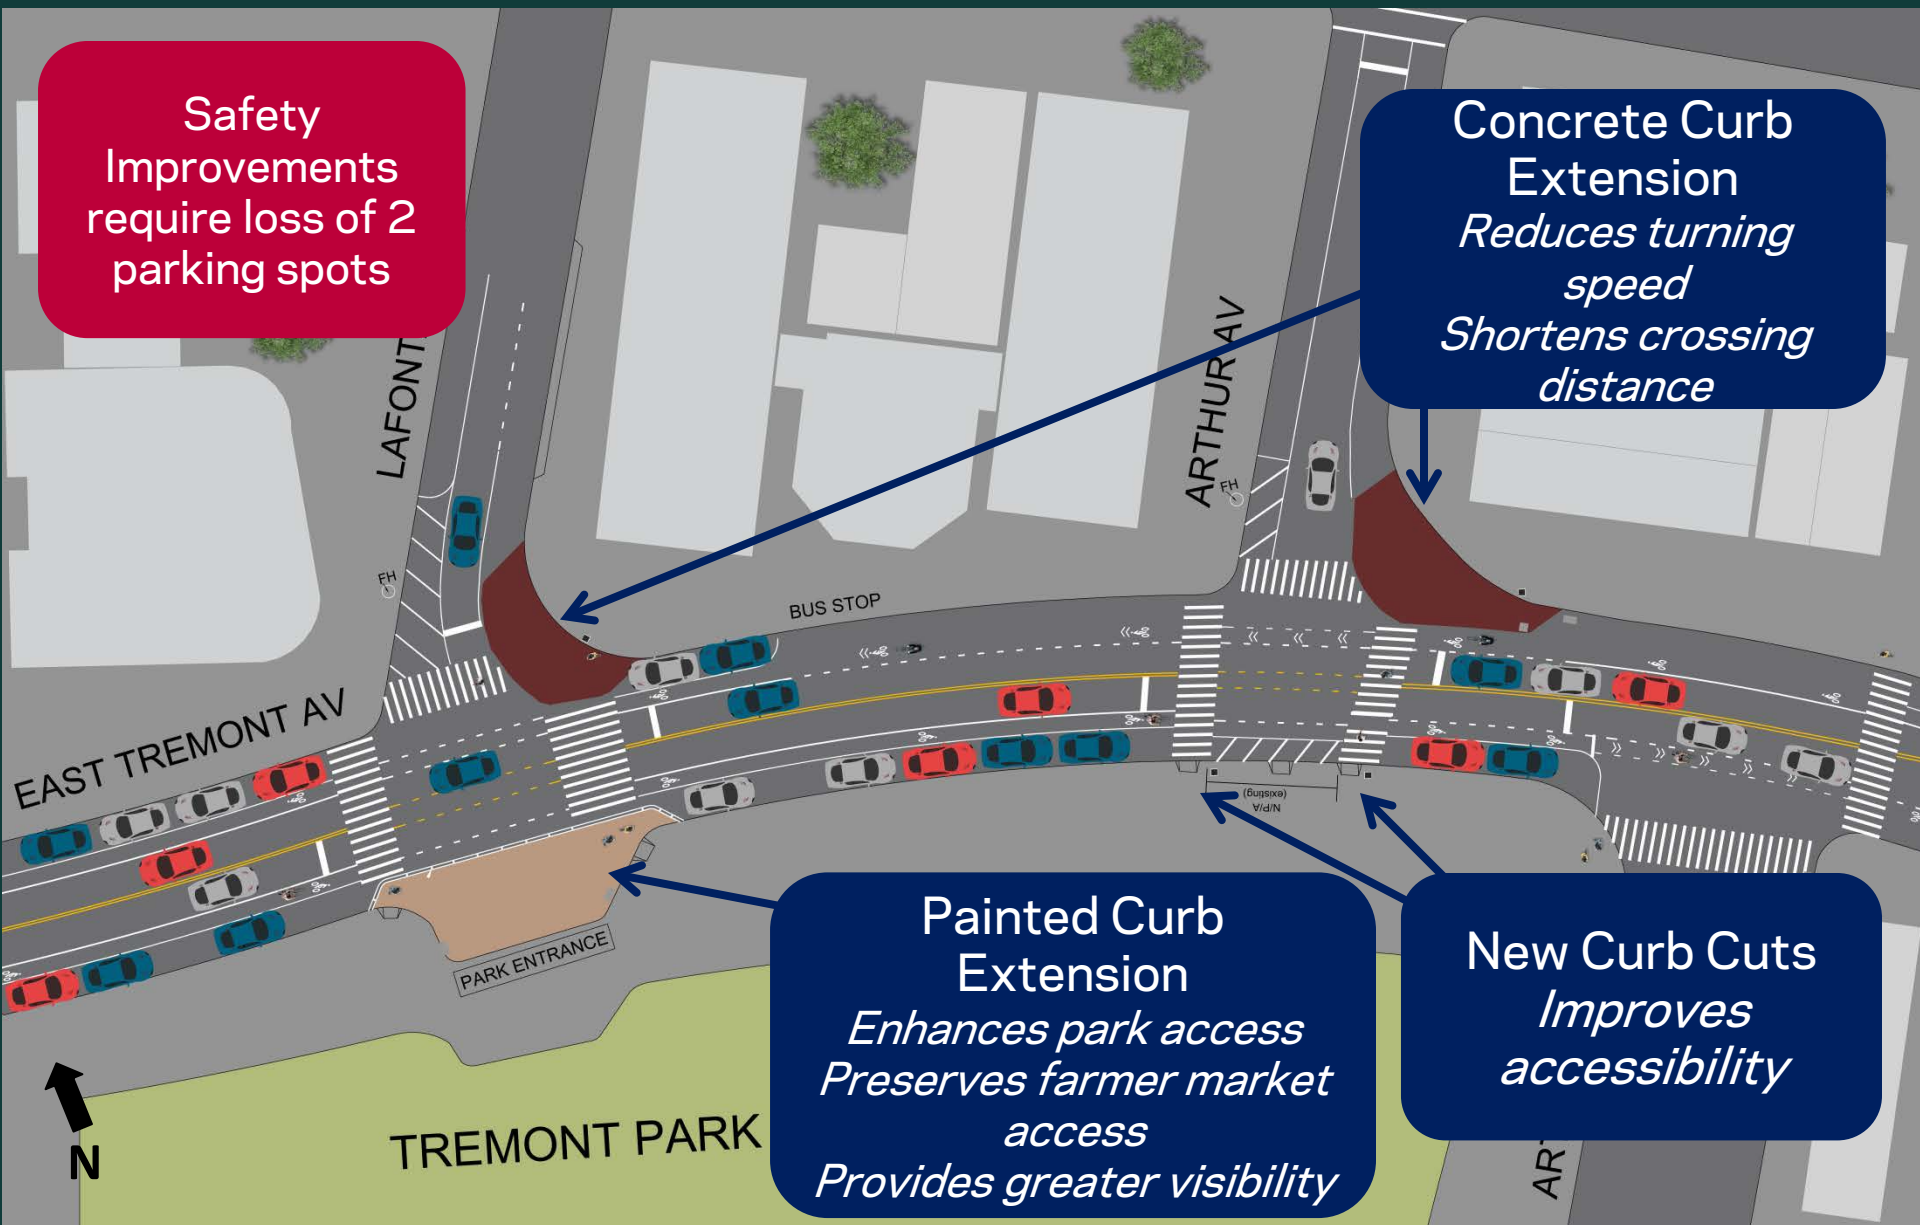 Safety
Improvements
require loss of 2
parking spots
Concrete Curb
Extension
Reduces turning
speed
Shortens crossing
distance
LAFONT
ARTHUR AV
FH
FH
BUS STOP
EAST TREMONT AV
N/P/A
(existing)
PARK ENTRANCE
Painted Curb
Extension
Enhances park access
Preserves farmer market
access
Provides greater visibility
New Curb Cuts
Improves
accessibility
TREMONT PARK
N
AR